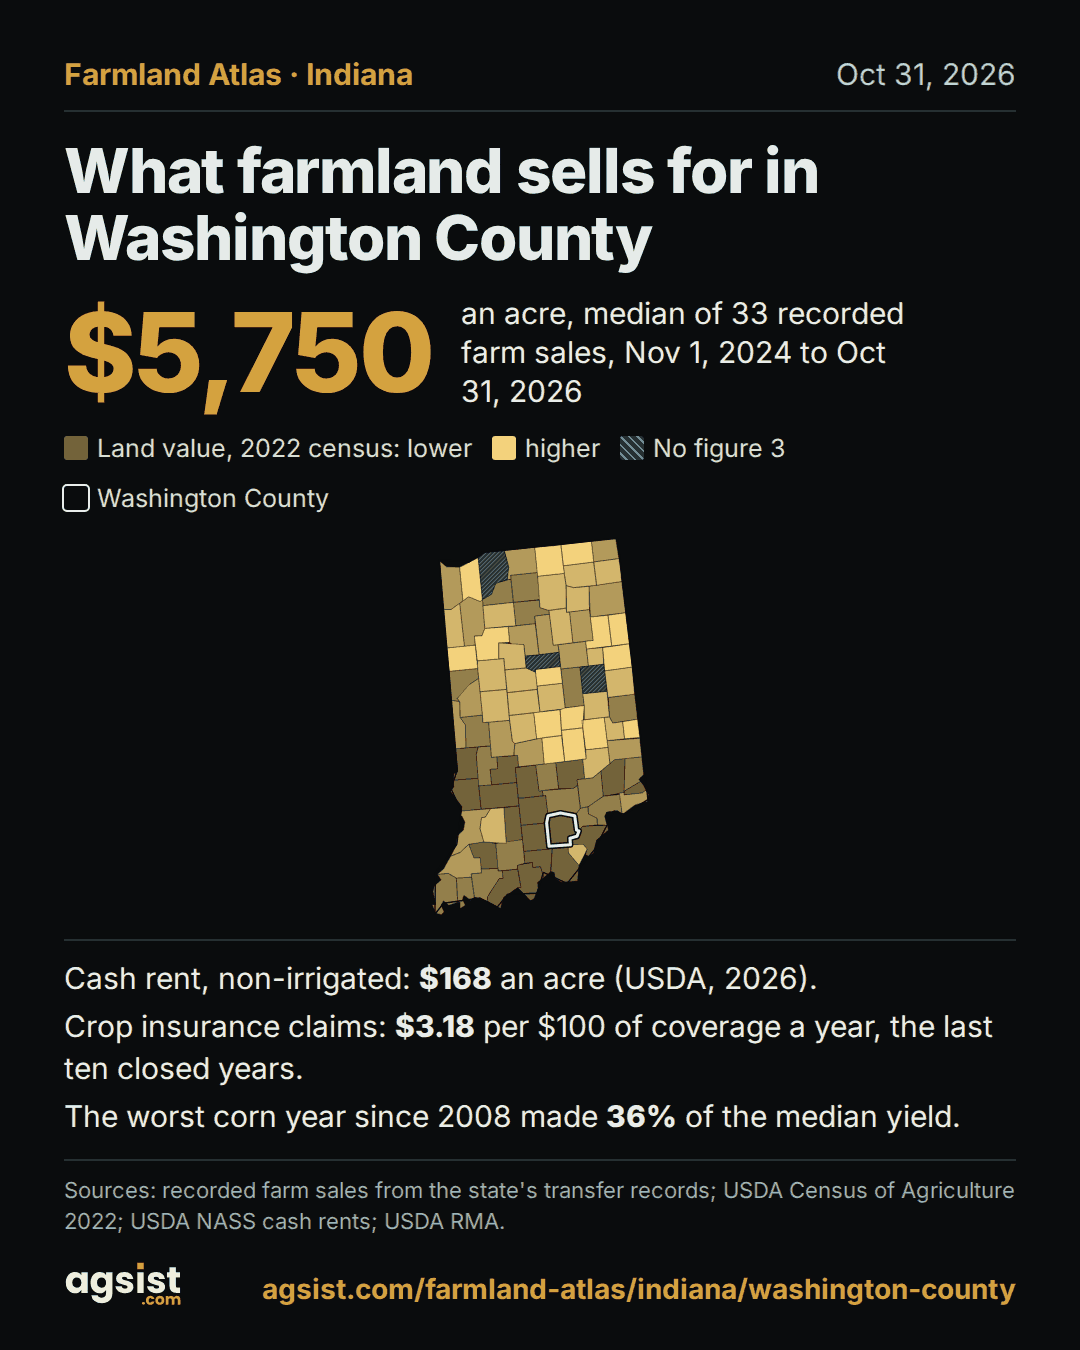 Farmland Atlas · Indiana
Oct 31, 2026
What farmland sells for in
Washington County
$5,750
an acre, median of 33 recorded
farm sales, Nov 1, 2024 to Oct
31, 2026
Land value, 2022 census: lower
higher
No figure 3
Washington County
Cash rent, non-irrigated: $168 an acre (USDA, 2026).
Crop insurance claims: $3.18 per $100 of coverage a year, the last
ten closed years.
The worst corn year since 2008 made 36% of the median yield.
Sources: recorded farm sales from the state's transfer records; USDA Census of Agriculture
2022; USDA NASS cash rents; USDA RMA.
agsist
.com
agsist.com/farmland-atlas/indiana/washington-county